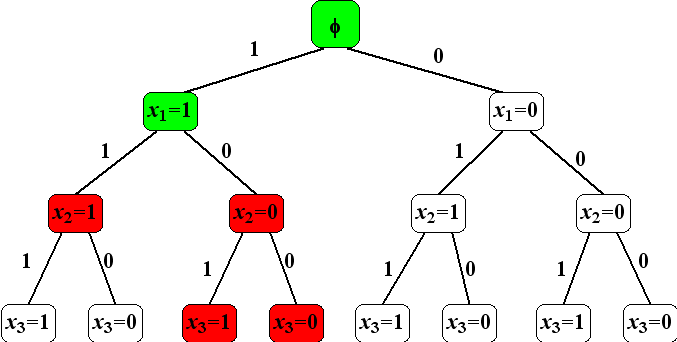 ϕ
1 0
x₁=1 x₁=0
1 0 1 0
x₂=1 x₂=0 x₂=1 x₂=0
1 0 1 0 1 0 1 0
x₃=1 x₃=0 x₃=1 x₃=0 x₃=1 x₃=0 x₃=1 x₃=0